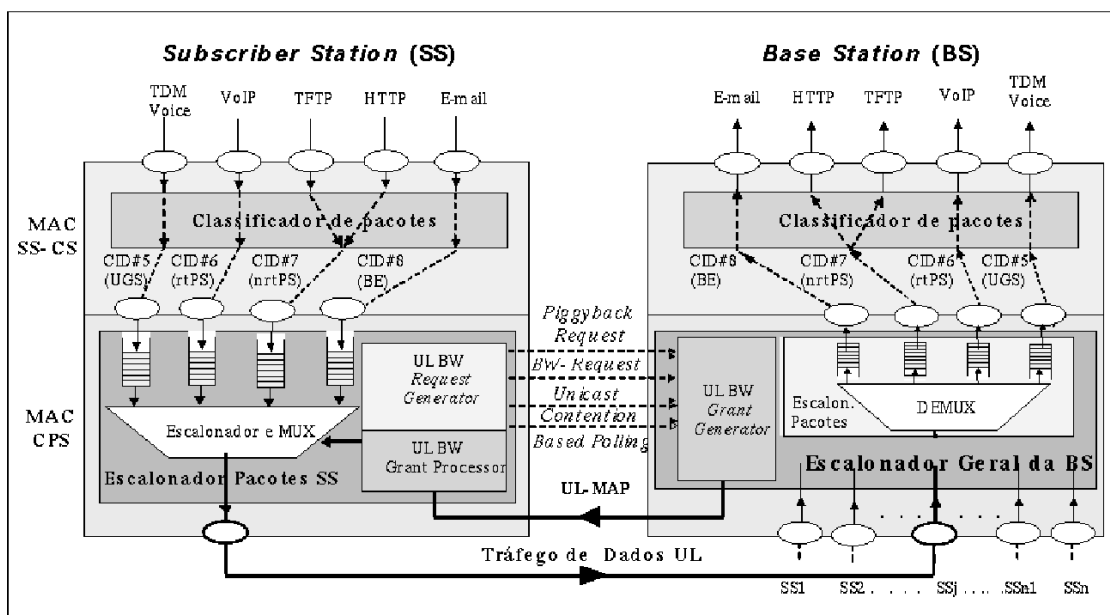 Subscriber Station (SS)
Base Station (BS)
TDM
Voice
VoIP
TFTP
HTTP
E-mail
E-mail
HTTP
TFTP
VoIP
TDM
Voice
MAC
SS-CS
Classificador de pacotes
CID#5
(UGS)
CID#6
(rtPS)
CID#7
(nrtPS)
CID#8
(BE)
MAC
CS
Classificador de pacotes
CID#8
(BE)
CID#7
(nrtPS)
CID#6
(rtPS)
CID#5
(UGS)
MAC
CPS
Escalonador e MUX
Escalonador Pacotes SS
UL BW
Request
Generator
UL BW
Grant Processor
Piggyback
Request
BW- Request
Unicast
Contention
Based Polling
UL BW
Grant
Generator
Escalon.
Pacotes
DEMUX
Escalonador Geral da BS
UL-MAP
Tráfego de Dados UL
SS1 SS2 . . . . . SSj ..... SSn1 SSn